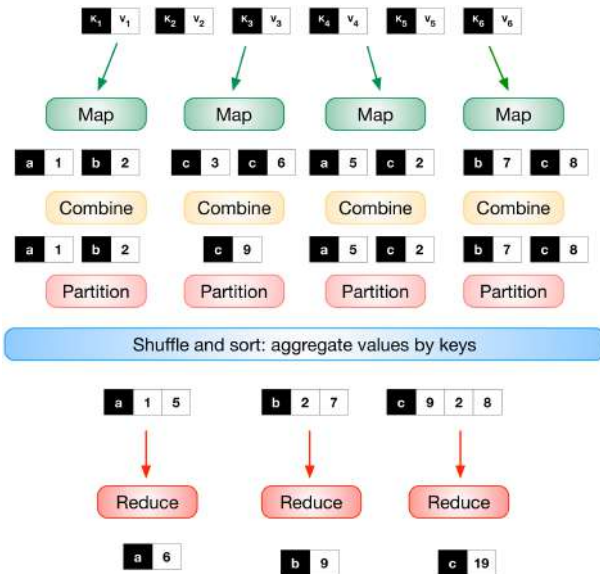 K1 V1 K2 V2 K3 V3 K4 V4 K5 V5 K6 V6
Map Map Map Map
a 1 b 2 c 3 c 6 a 5 c 2 b 7 c 8
Combine Combine Combine Combine
a 1 b 2 c 9 a 5 c 2 b 7 c 8
Partition Partition Partition Partition
Shuffle and sort: aggregate values by keys
a 1 5 b 2 7 c 9 2 8
Reduce Reduce Reduce
a 6 b 9 c 19